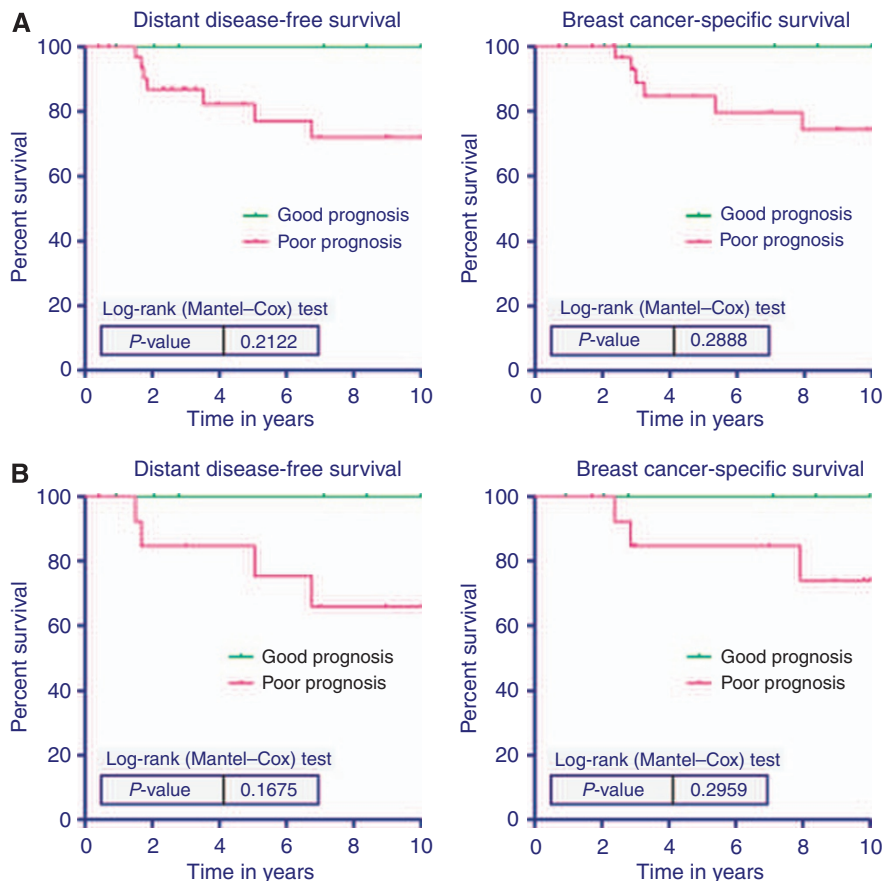 A
Distant disease-free survival
100
80
60
40
20
0
Percent survival
Good prognosis
Poor prognosis
Log-rank (Mantel–Cox) test
P-value 0.2122
0 2 4 6 8 10
Time in years
Breast cancer-specific survival
100
80
60
40
20
0
Percent survival
Good prognosis
Poor prognosis
Log-rank (Mantel–Cox) test
P-value 0.2888
0 2 4 6 8 10
Time in years
B
Distant disease-free survival
100
80
60
40
20
0
Percent survival
Good prognosis
Poor prognosis
Log-rank (Mantel–Cox) test
P-value 0.1675
0 2 4 6 8 10
Time in years
Breast cancer-specific survival
100
80
60
40
20
0
Percent survival
Good prognosis
Poor prognosis
Log-rank (Mantel–Cox) test
P-value 0.2959
0 2 4 6 8 10
Time in years